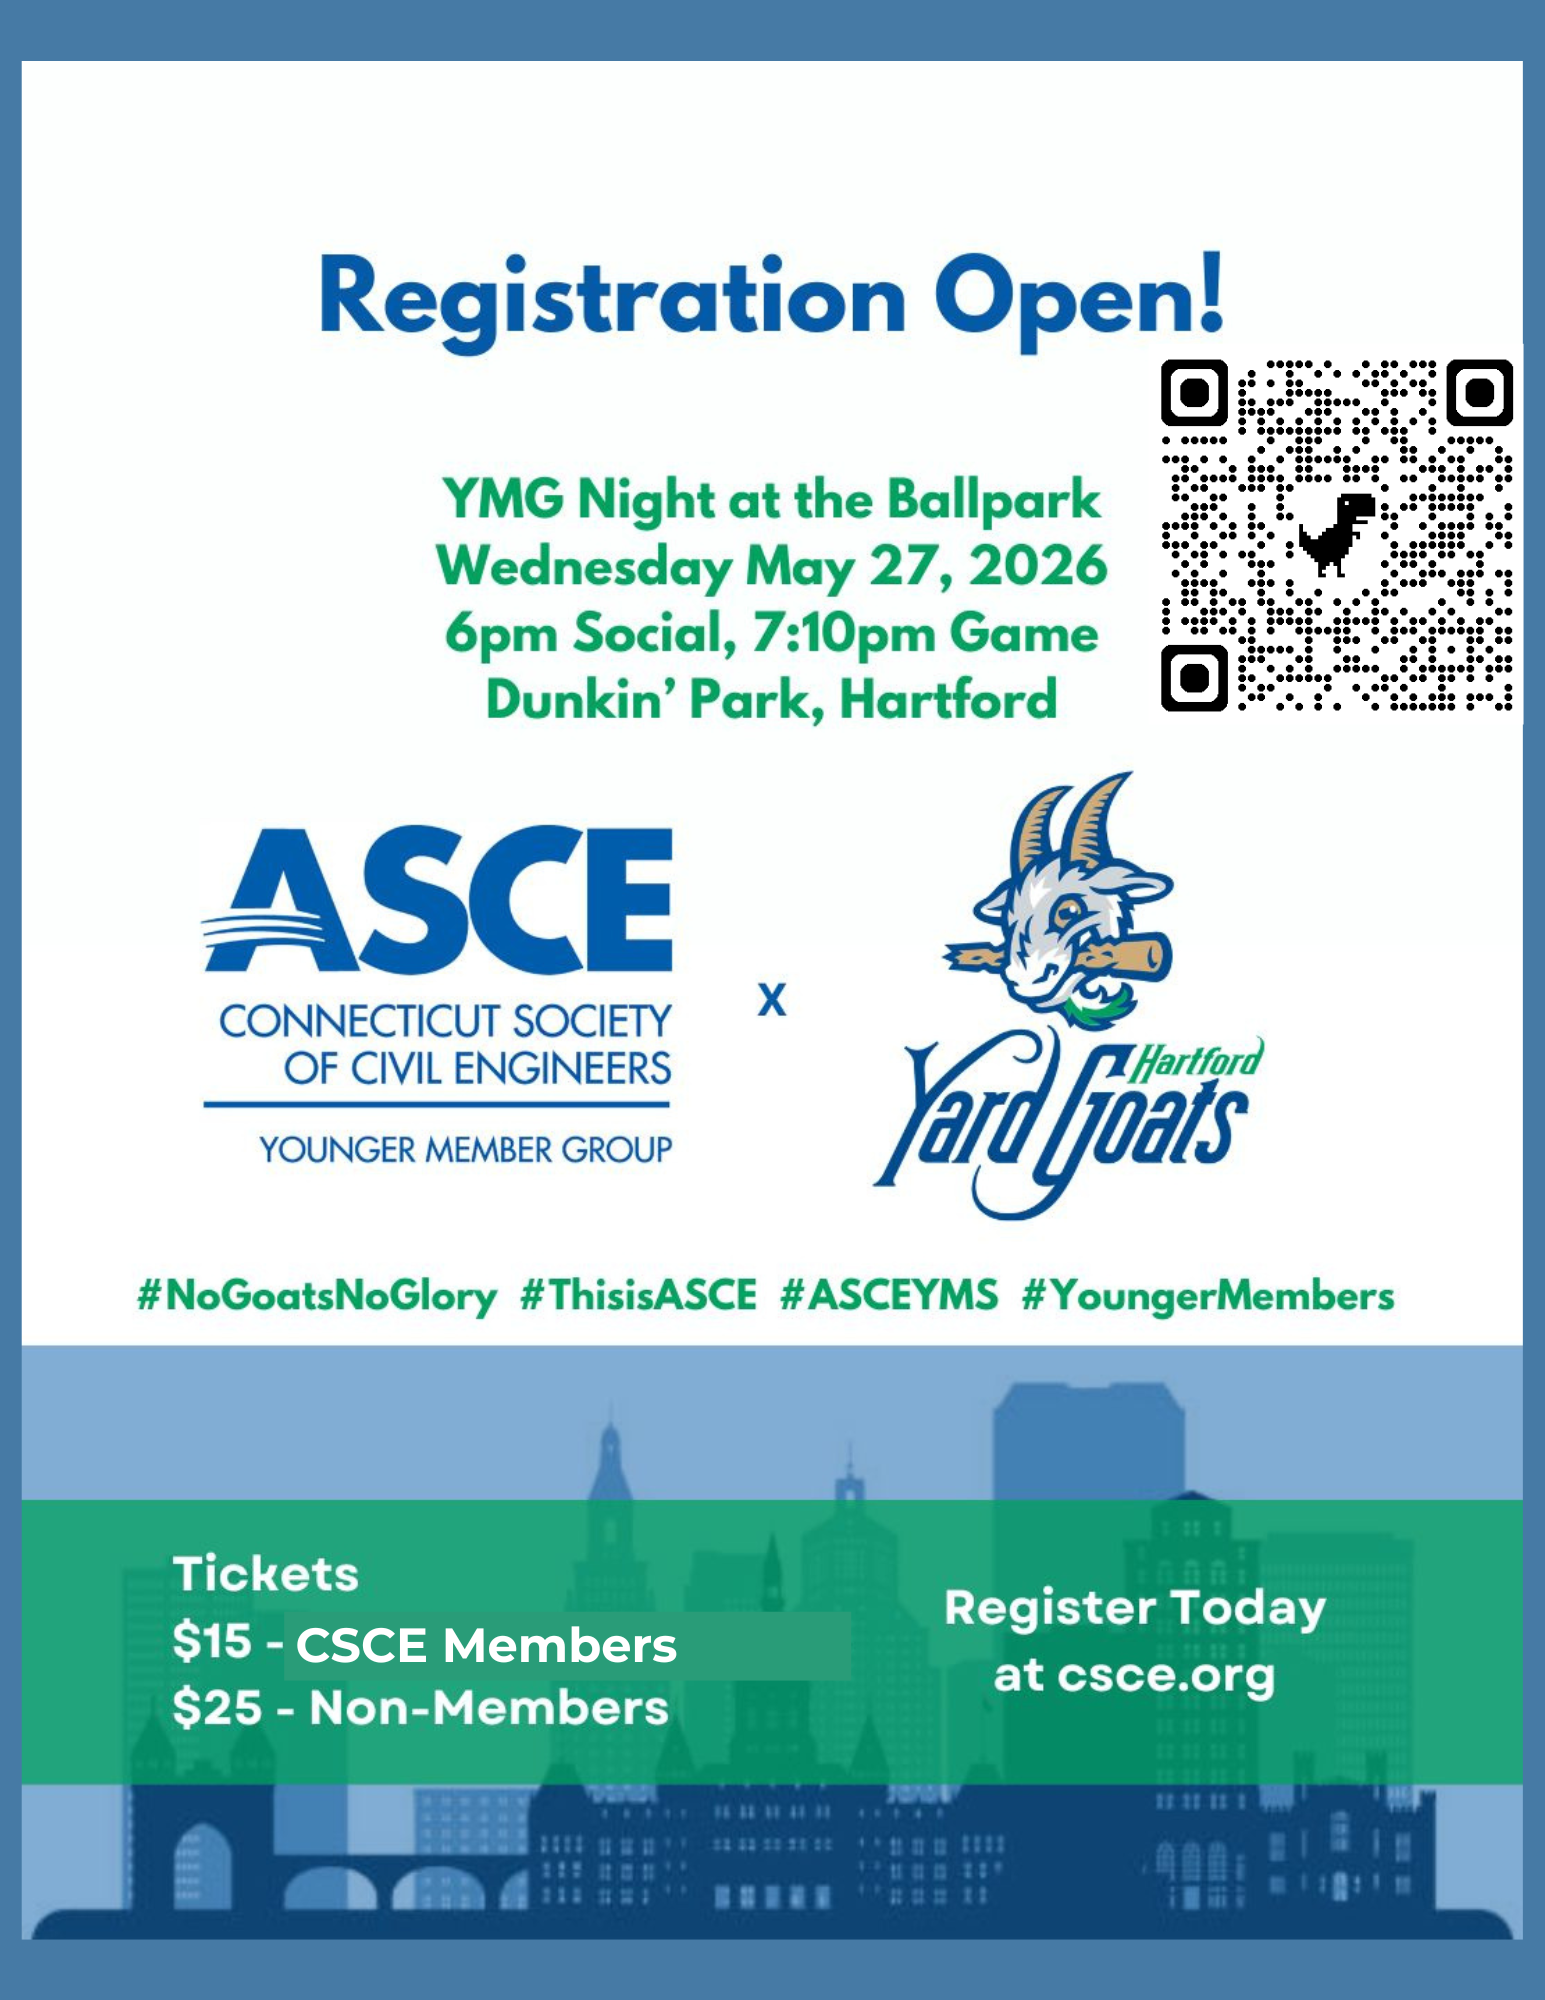 Registration Open!
YMG Night at the Ballpark
Wednesday May 27, 2026
6pm Social, 7:10pm Game
Dunkin’ Park, Hartford
ASCE
CONNECTICUT SOCIETY
OF CIVIL ENGINEERS
YOUNGER MEMBER GROUP
x
Hartford
Yard Goats
#NoGoatsNoGlory #ThisisASCE #ASCEYMS #YoungerMembers
Tickets
$15 - CSCE Members
$25 - Non-Members
Register Today
at csce.org